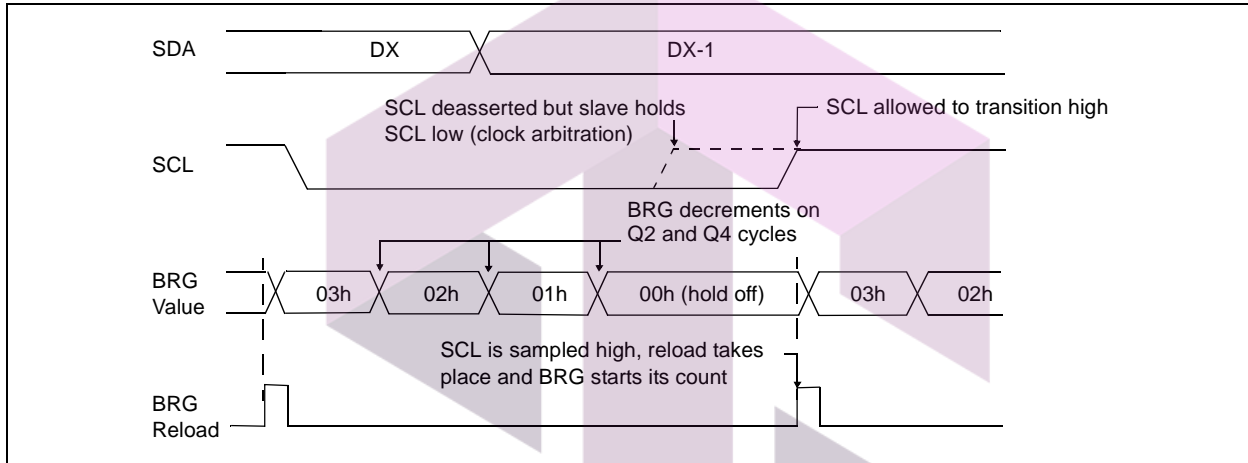 SDA
DX
DX-1
SCL deasserted but slave holds
SCL low (clock arbitration)
SCL allowed to transition high
SCL
BRG decrements on
Q2 and Q4 cycles
BRG
Value
03h
02h
01h
00h (hold off)
03h
02h
SCL is sampled high, reload takes
place and BRG starts its count
BRG
Reload